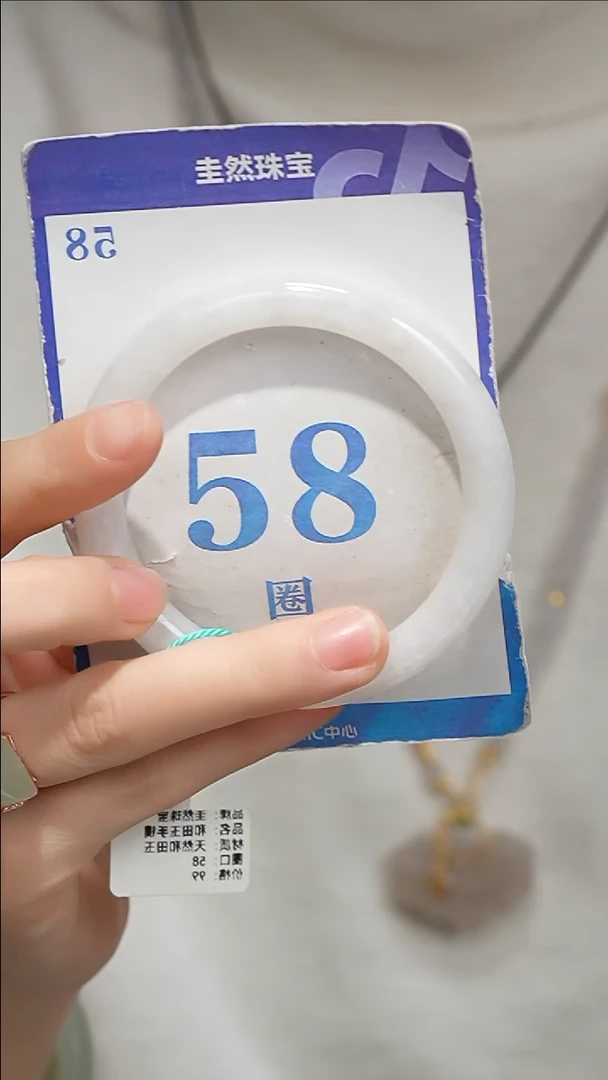 圭然珠宝
58
58
圈
品牌：圭然珠宝
品名：和田玉手镯
材质：天然和田玉
圈口：58
价格：99